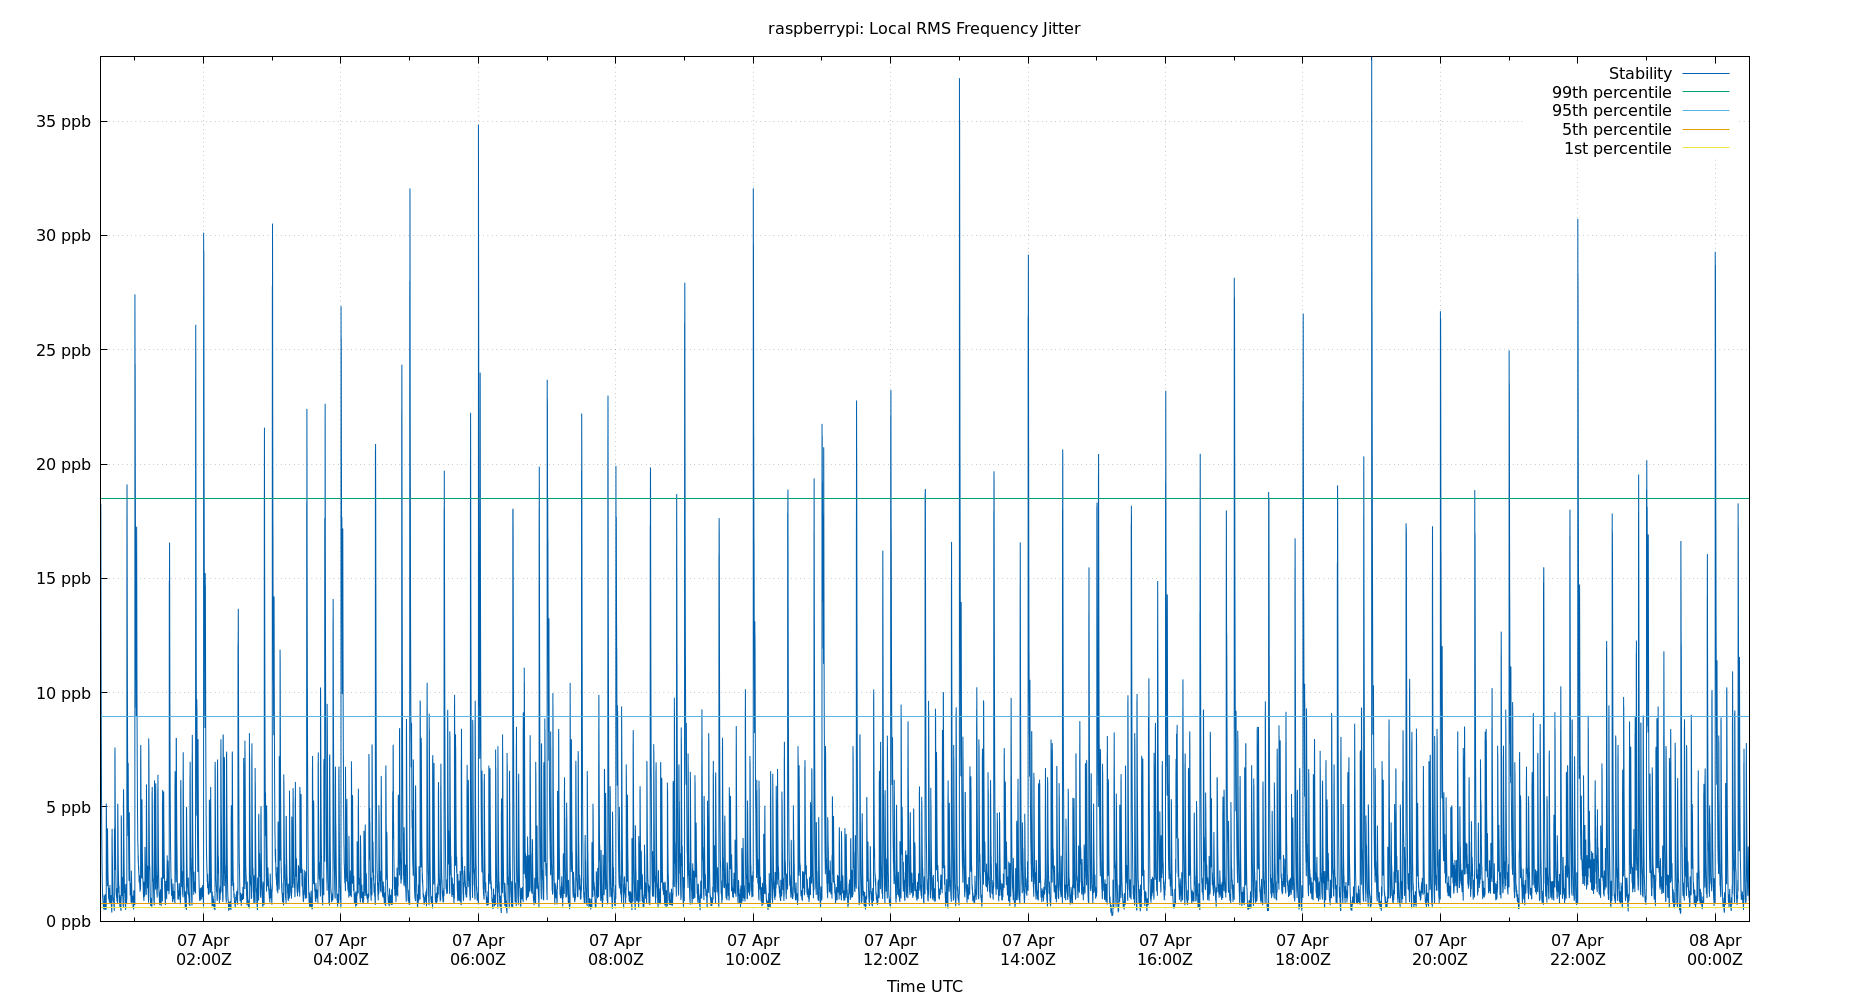 raspberrypi: Local RMS Frequency Jitter
Stability
99th percentile
95th percentile
5th percentile
1st percentile
35 ppb
30 ppb
25 ppb
20 ppb
15 ppb
10 ppb
5 ppb
0 ppb
07 Apr 07 Apr 07 Apr 07 Apr 07 Apr 07 Apr 07 Apr 07 Apr 07 Apr 07 Apr 07 Apr 08 Apr
02:00Z 04:00Z 06:00Z 08:00Z 10:00Z 12:00Z 14:00Z 16:00Z 18:00Z 20:00Z 22:00Z 00:00Z
Time UTC